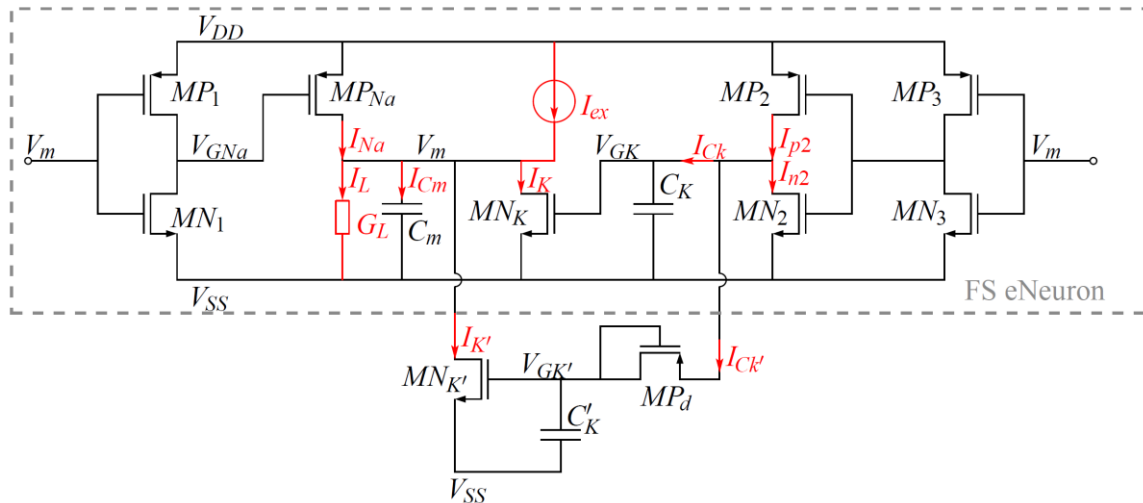 V_DD
MP_1
MP_Na
I_ex
MP_2
MP_3
V_m
V_GNa
I_Na
V_m
V_GK
I_Ck
I_p2
V_m
I_L
I_Cm
I_K
I_n2
MN_1
G_L
C_m
MN_K
C_K
MN_2
MN_3
V_SS
FS eNeuron
I_K'
V_GK'
I_Ck'
MN_K'
MP_d
C'_K
V_SS